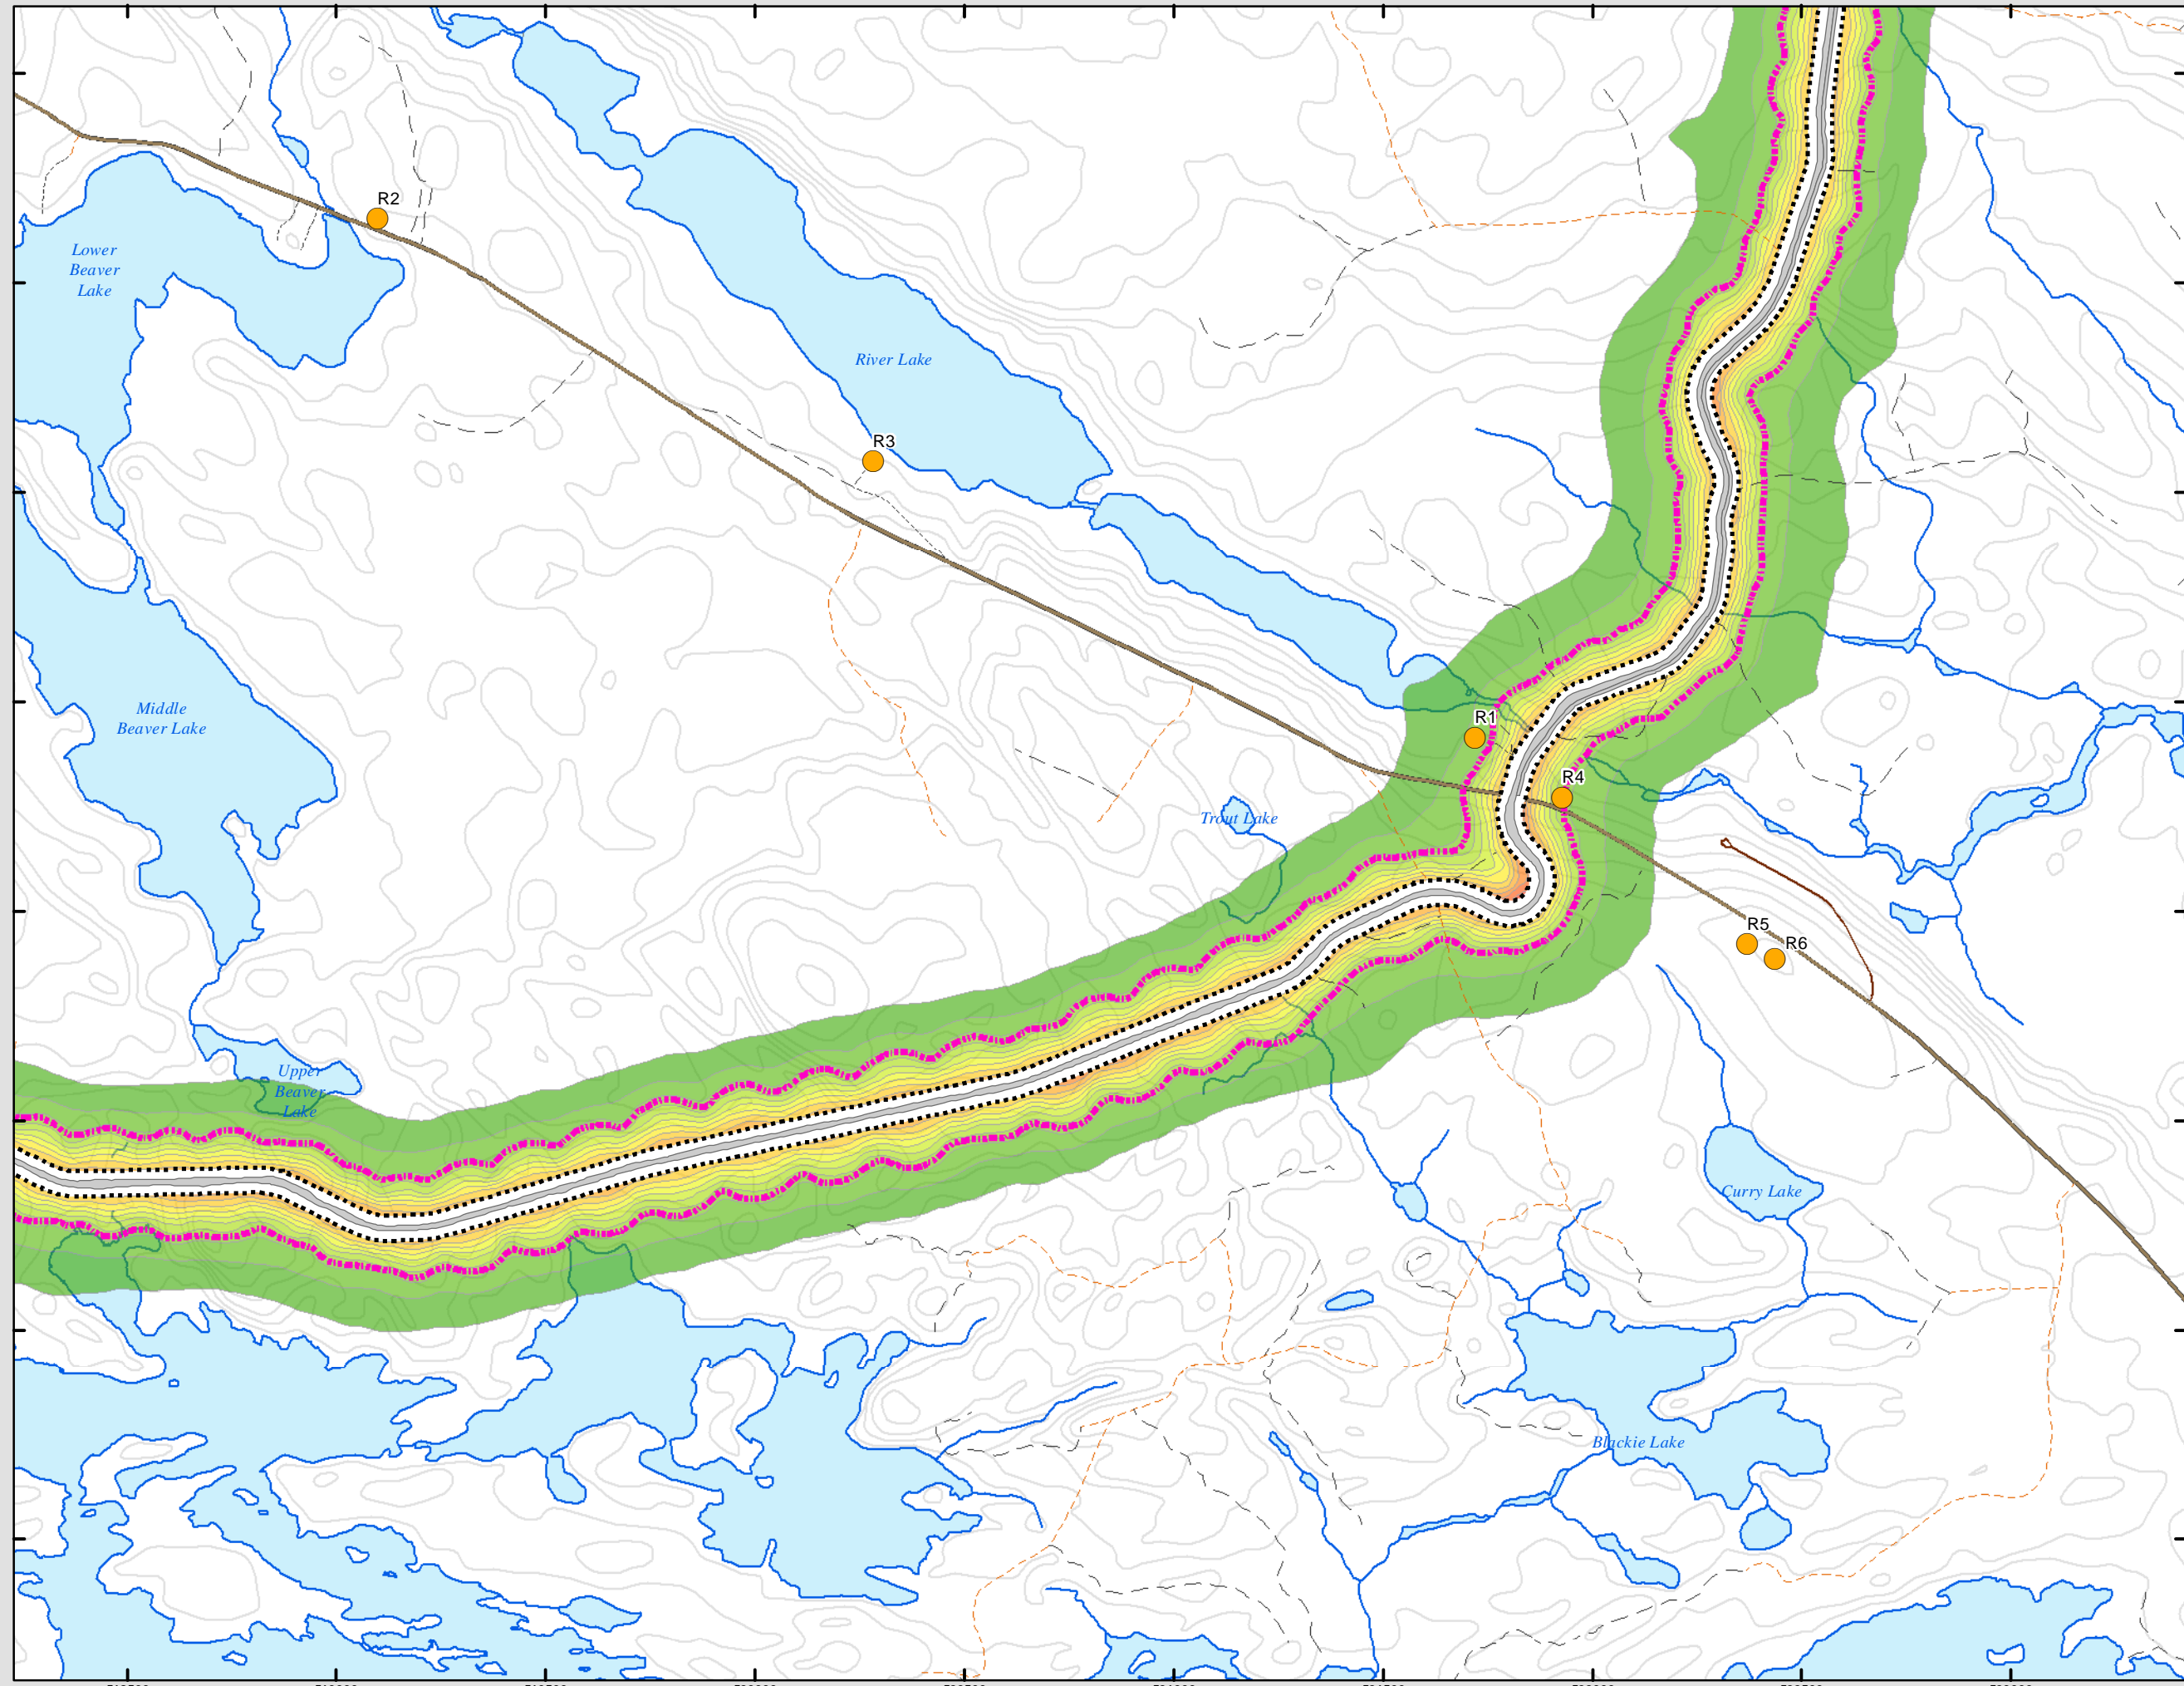 R2
Lower
Beaver
Lake
River Lake
R3
Middle
Beaver Lake
R1
R4
Trout Lake
R5
R6
Upper
Beaver
Lake
Curry Lake
Blackie Lake